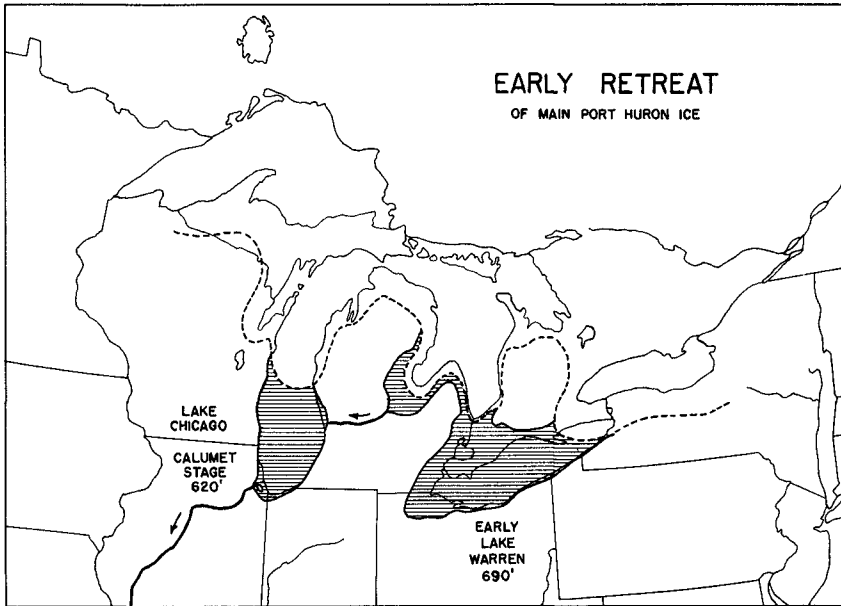 EARLY RETREAT
OF MAIN PORT HURON ICE
LAKE
CHICAGO
CALUMET
STAGE
620'
EARLY
LAKE
WARREN
690'